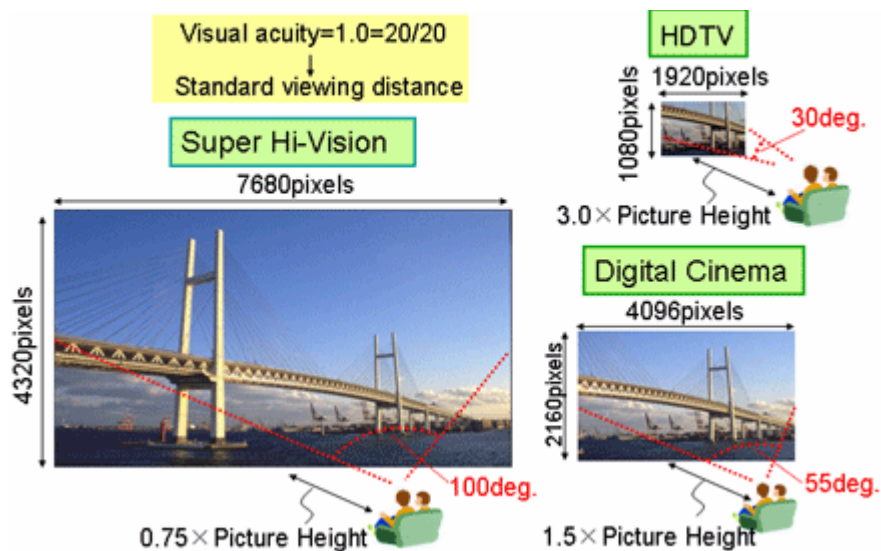 Visual acuity=1.0=20/20
↓
Standard viewing distance
Super Hi-Vision
7680pixels
4320pixels
100deg.
0.75×Picture Height
HDTV
1920pixels
1080pixels
30deg.
3.0×Picture Height
Digital Cinema
4096pixels
2160pixels
55deg.
1.5×Picture Height